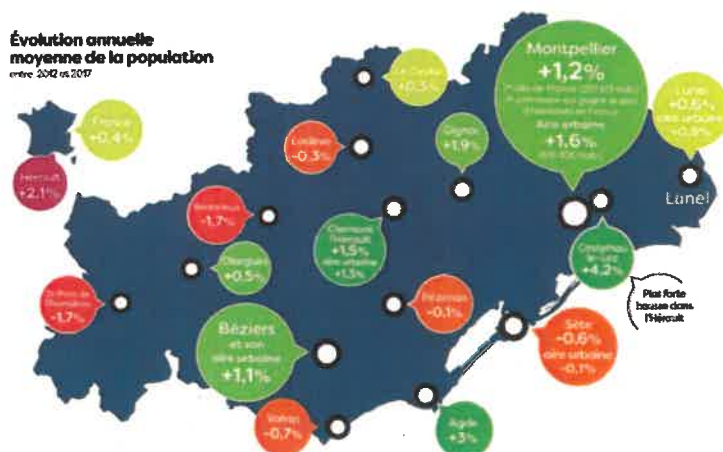 Évolution annuelle
moyenne de la population
entre 2012 et 2017
France
+0,4%
Hérault
+2,1%
Le Caylar
+0,3%
Lodève
-0,3%
Gignac
+1,9%
Montpellier
+1,2%
Aire urbaine
+1,6%
Lunel
+0,6%
aire urbaine
+0,8%
Lunel
-1,7%
Clermont
l'Hérault
+1,5%
aire urbaine
+1,3%
Castelnau-
le-Lez
+4,2%
Plus forte
hausse dans
l'Hérault
+0,5%
St-Pons de
Thomières
-1,7%
Pézenas
-0,1%
Béziers
et son
aire urbaine
+1,1%
Sète
-0,6%
aire urbaine
-0,1%
Valras
-0,7%
Agde
+3%